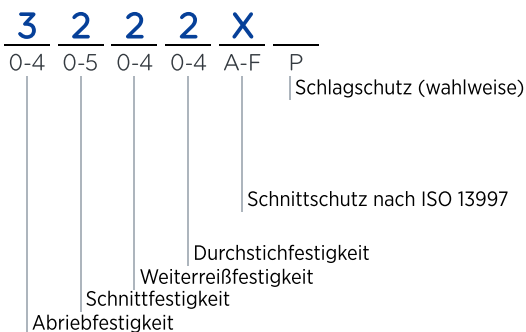 3 2 2 2 X
0-4 0-5 0-4 0-4 A-F P
Schlagschutz (wahlweise)
Schnittschutz nach ISO 13997
Durchstichfestigkeit
Weiterreißfestigkeit
Schnittfestigkeit
Abriebfestigkeit